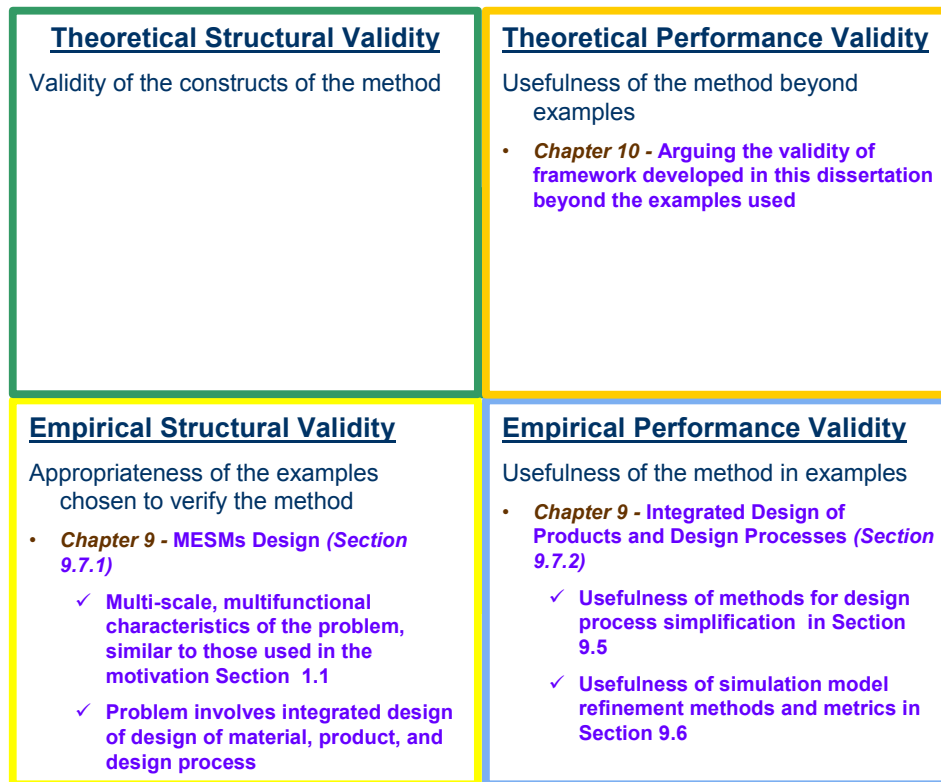 Theoretical Structural Validity
Validity of the constructs of the method
Theoretical Performance Validity
Usefulness of the method beyond
examples
• Chapter 10 - Arguing the validity of
framework developed in this dissertation
beyond the examples used
Empirical Structural Validity
Appropriateness of the examples
chosen to verify the method
• Chapter 9 - MESMs Design (Section
9.7.1)
✓ Multi-scale, multifunctional
characteristics of the problem,
similar to those used in the
motivation Section 1.1
✓ Problem involves integrated design
of design of material, product, and
design process
Empirical Performance Validity
Usefulness of the method in examples
• Chapter 9 - Integrated Design of
Products and Design Processes (Section
9.7.2)
✓ Usefulness of methods for design
process simplification in Section
9.5
✓ Usefulness of simulation model
refinement methods and metrics in
Section 9.6